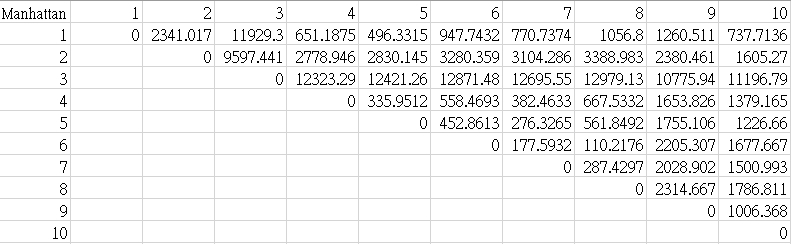 Manhattan 1 2 3 4 5 6 7 8 9 10
1 0 2341.017 11929.3 651.1875 496.3315 947.7432 770.7374 1056.8 1260.511 737.7136
2 0 9597.441 2778.946 2830.145 3280.359 3104.286 3388.983 2380.461 1605.27
3 0 12323.29 12421.26 12871.48 12695.55 12979.13 10775.94 11196.79
4 0 335.9512 558.4693 382.4633 667.5332 1653.826 1379.165
5 0 452.8613 276.3265 561.8492 1755.106 1226.66
6 0 177.5932 110.2176 2205.307 1677.667
7 0 287.4297 2028.902 1500.993
8 0 2314.667 1786.811
9 0 1006.368
10 0